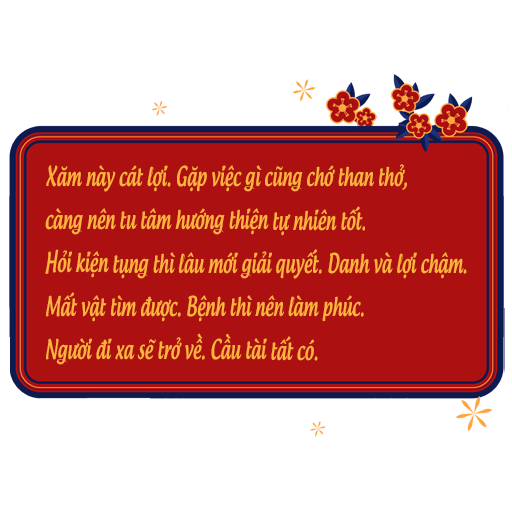 Xăm này cát lợi. Gặp việc gì cũng chớ than thở,
càng nên tu tâm hướng thiện tự nhiên tốt.
Hỏi kiện tụng thì lâu mới giải quyết. Danh và lợi chậm.
Mất vật tìm được. Bệnh thì nên làm phúc.
Người đi xa sẽ trở về. Cầu tài tất có.